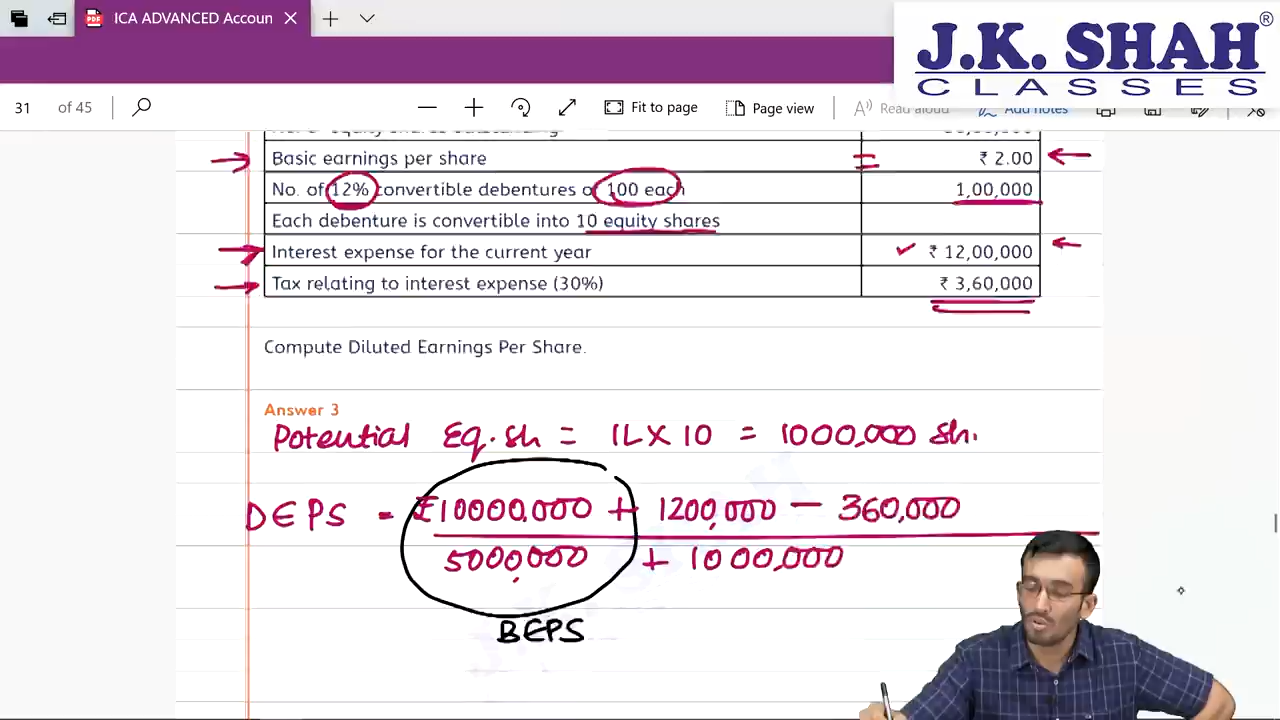 ICA ADVANCED Accoun
J.K. SHAH®
CLASSES
31 of 45
Fit to page
Page view
Read aloud
Add notes
Basic earnings per share = ₹ 2.00
No. of 12% convertible debentures of 100 each 1,00,000
Each debenture is convertible into 10 equity shares
Interest expense for the current year ₹ 12,00,000
Tax relating to interest expense (30%) ₹ 3,60,000
Compute Diluted Earnings Per Share.
Answer 3
Potential Eq. sh = 1L X 10 = 1000,000 sh.
DEPS = ₹10000,000 + 1200,000 - 360,000
5000,000 + 1000,000
BEPS